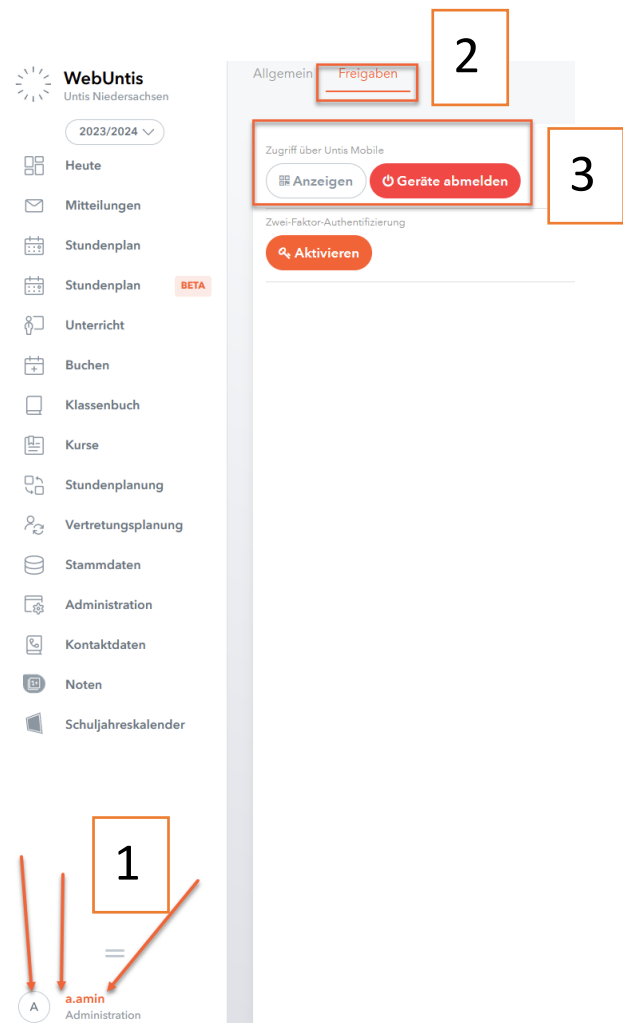 WebUntis
Untis Niedersachsen
2023/2024
Heute
Mitteilungen
Stundenplan
Stundenplan BETA
Unterricht
Buchen
Klassenbuch
Kurse
Stundenplanung
Vertretungsplanung
Stammdaten
Administration
Kontaktdaten
Noten
Schuljahreskalender
1
A
a.amin
Administration
Allgemein Freigaben
2
Zugriff über Untis Mobile
Anzeigen Geräte abmelden
3
Zwei-Faktor-Authentifizierung
Aktivieren